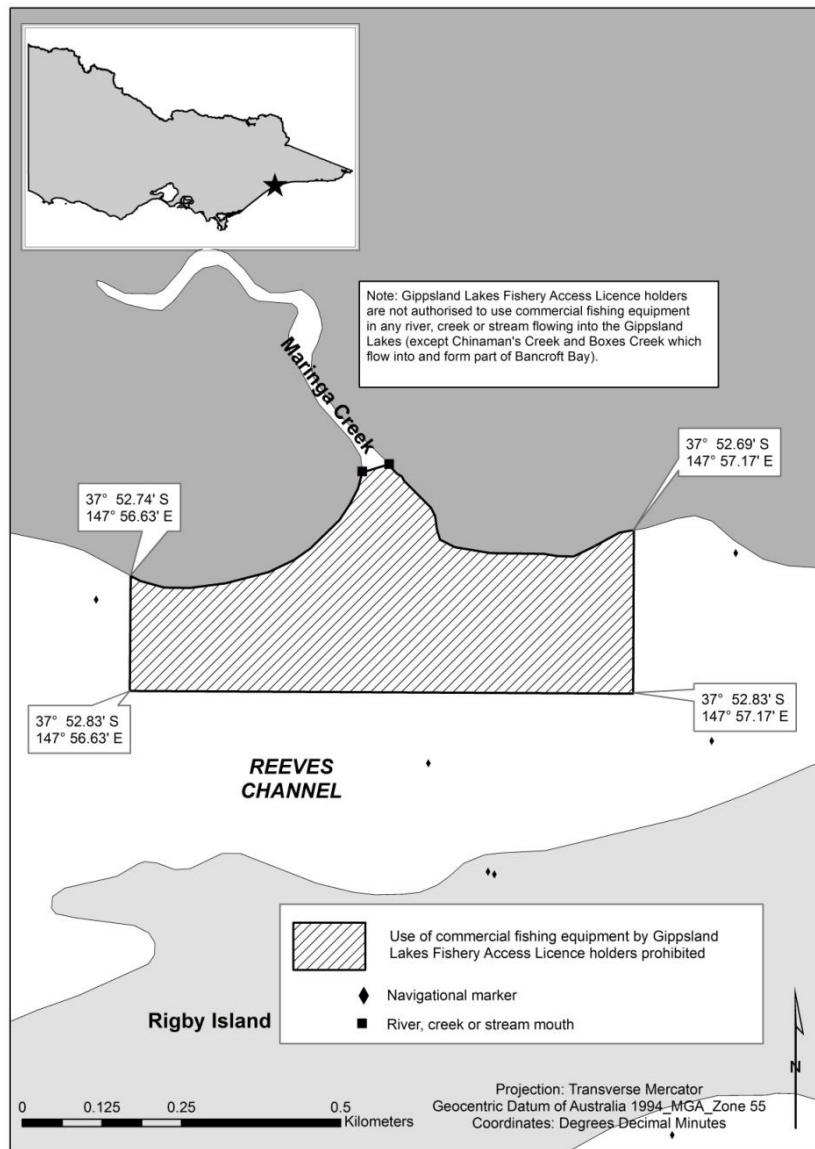 Note: Gippsland Lakes Fishery Access Licence holders
are not authorised to use commercial fishing equipment
in any river, creek or stream flowing into the Gippsland
Lakes (except Chinaman's Creek and Boxes Creek which
flow into and form part of Bancroft Bay).
Maringa Creek
37° 52.69' S
147° 57.17' E
37° 52.74' S
147° 56.63' E
37° 52.83' S
147° 56.63' E
37° 52.83' S
147° 57.17' E
REEVES
CHANNEL
Use of commercial fishing equipment by Gippsland
Lakes Fishery Access Licence holders prohibited
Navigational marker
River, creek or stream mouth
Rigby Island
N
0 0.125 0.25 0.5
Kilometers
Projection: Transverse Mercator
Geocentric Datum of Australia 1994_MGA_Zone 55
Coordinates: Degrees Decimal Minutes